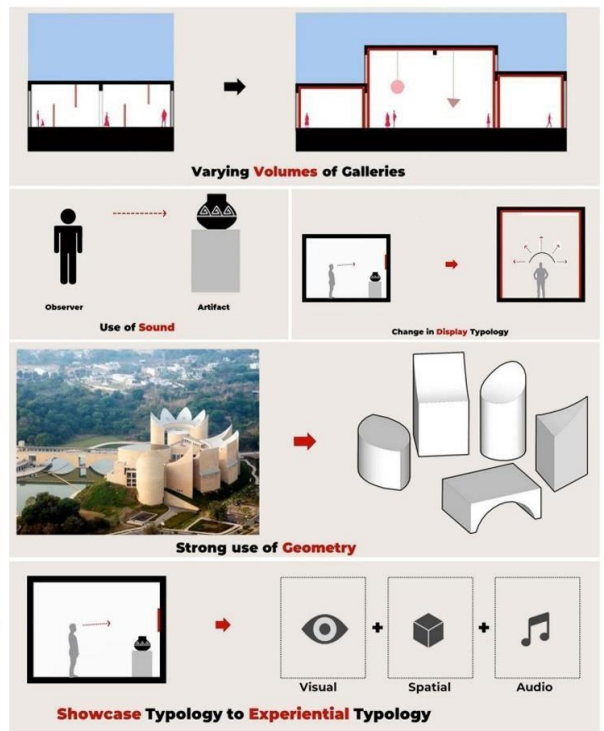 Varying Volumes of Galleries
Observer
Artifact
Use of Sound
Change in Display Typology
Strong use of Geometry
Visual
Spatial
Audio
Showcase Typology to Experiential Typology